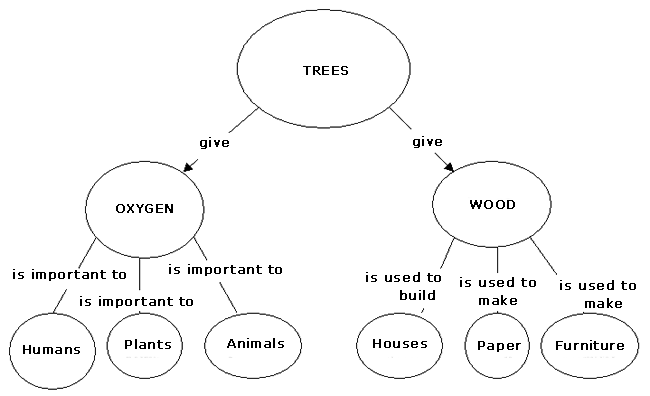 TREES
give
give
OXYGEN
WOOD
is important to
is important to
is important to
is used to
build
is used to
make
is used to
make
Humans
Plants
Animals
Houses
Paper
Furniture